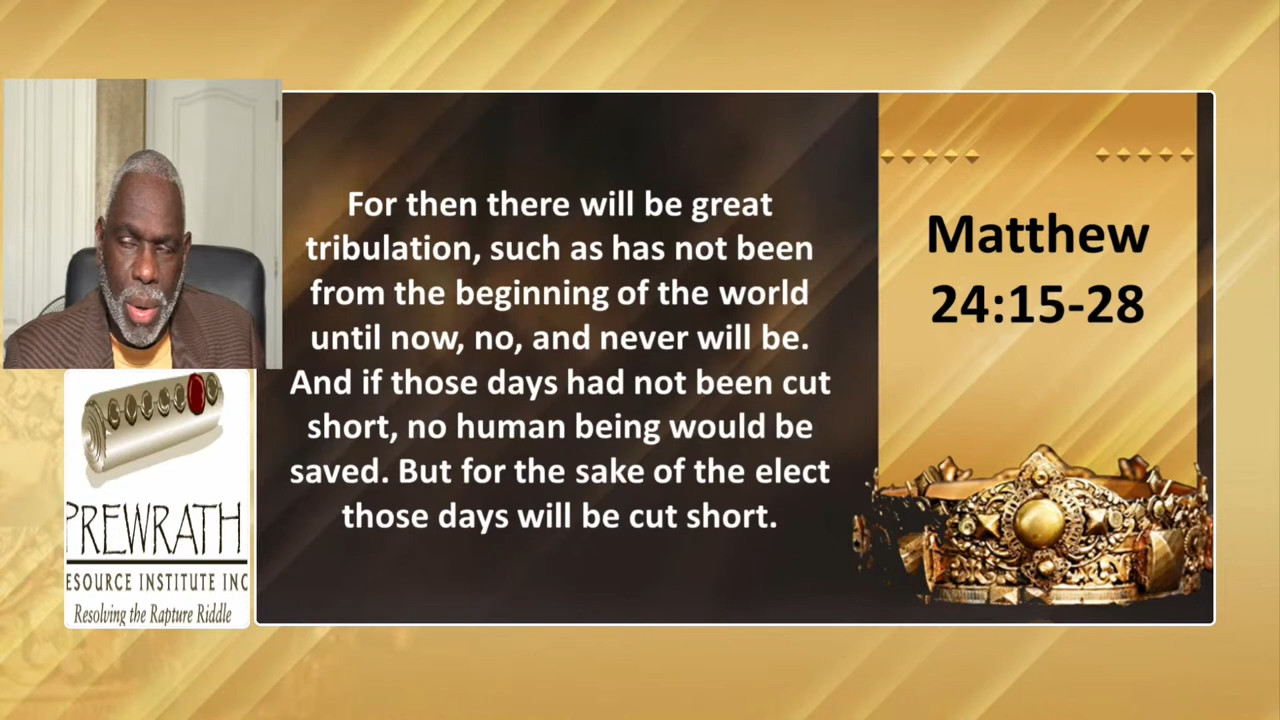 For then there will be great
tribulation, such as has not been
from the beginning of the world
until now, no, and never will be.
And if those days had not been cut
short, no human being would be
saved. But for the sake of the elect
those days will be cut short.
Matthew
24:15-28
PREWRATH
ESOURCE INSTITUTE INC
Resolving the Rapture Riddle